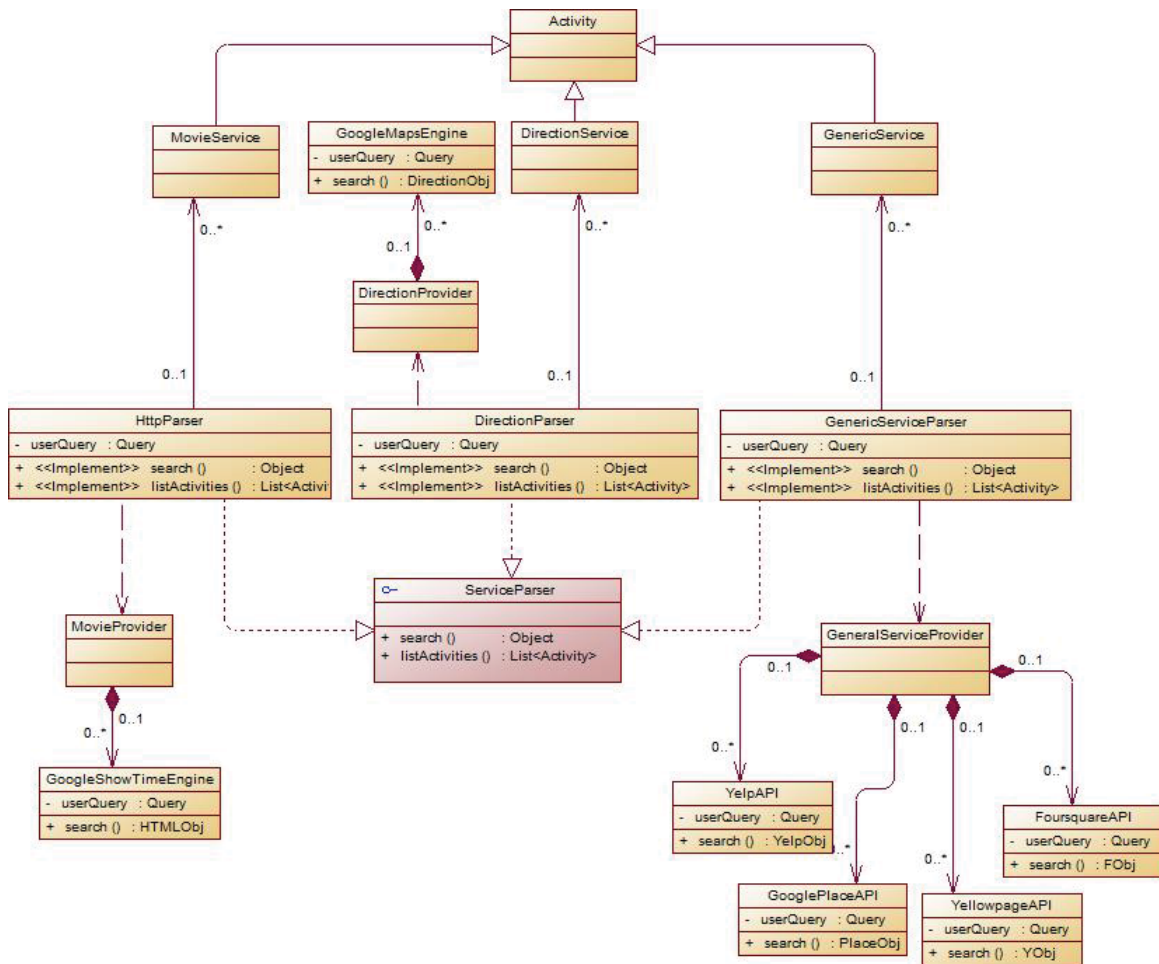 Activity
MovieService
GoogleMapsEngine
- userQuery : Query
+ search () : DirectionObj
DirectionService
GenericService
0..*
0..*
0..*
0..*
0..1
DirectionProvider
0..1
0..1
0..1
HttpParser
- userQuery : Query
+ <<Implement>> search () : Object
+ <<Implement>> listActivities () : List<Activi
DirectionParser
- userQuery : Query
+ <<Implement>> search () : Object
+ <<Implement>> listActivities () : List<Activity>
GenericServiceParser
- userQuery : Query
+ <<Implement>> search () : Object
+ <<Implement>> listActivities () : List<Activity>
ServiceParser
+ search () : Object
+ listActivities () : List<Activity>
MovieProvider
0..1
0..*
GoogleShowTimeEngine
- userQuery : Query
+ search () : HTMLObj
GeneralServiceProvider
0..1
0..1
0..1
0..1
0..*
0..*
YelpAPI
- userQuery : Query
+ search () : YelpObj
FoursquareAPI
- userQuery : Query
+ search () : FObj
..*
0..*
GooglePlaceAPI
- userQuery : Query
+ search () : PlaceObj
YellowpageAPI
- userQuery : Query
+ search () : YObj